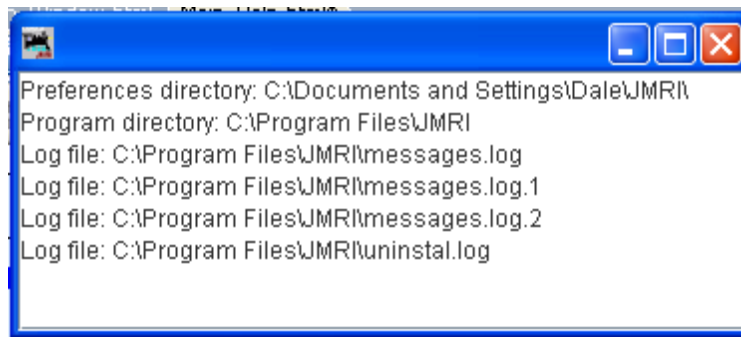 Preferences directory: C:\Documents and Settings\Dale\JMRI\
Program directory: C:\Program Files\JMRI
Log file: C:\Program Files\JMRI\messages.log
Log file: C:\Program Files\JMRI\messages.log.1
Log file: C:\Program Files\JMRI\messages.log.2
Log file: C:\Program Files\JMRI\uninstal.log